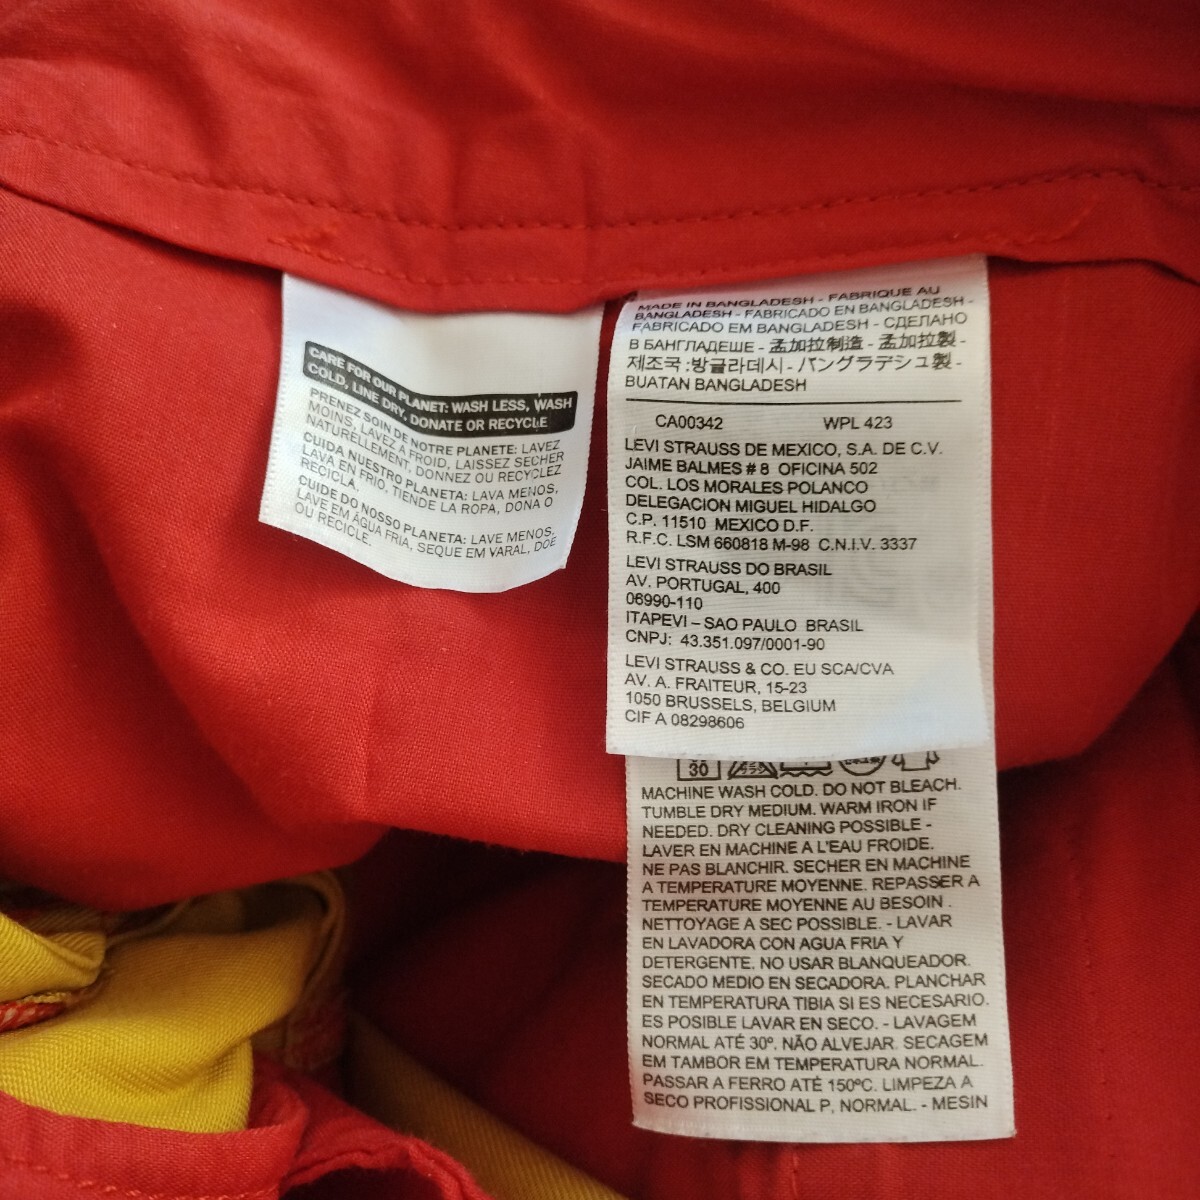 CARE FOR OUR PLANET: WASH LESS, WASH
COLD, LINE DRY, DONATE OR RECYCLE
PRENEZ SOIN DE NOTRE PLANETE: LAVEZ
MOINS, LAVEZ A FROID, LAISSEZ SECHER
NATURELLEMENT, DONNEZ OU RECYCLEZ
CUIDA NUESTRO PLANETA: LAVA MENOS,
LAVA EN FRIO, TIENDE LA ROPA, DONA O
RECICLA.
CUIDE DO NOSSO PLANETA: LAVE MENOS,
LAVE EM ÁGUA FRIA, SEQUE EM VARAL, DOE
OU RECICLE.
MADE IN BANGLADESH - FABRIQUE AU
BANGLADESH - FABRICADO EN BANGLADESH -
FABRICADO EM BANGLADESH - СДЕЛАНО
В БАНГЛАДЕШЕ - 孟加拉制造 - 孟加拉製 -
제조국 :방글라데시 - バングラデシュ製 -
BUATAN BANGLADESH
CA00342 WPL 423
LEVI STRAUSS DE MEXICO, S.A. DE C.V.
JAIME BALMES # 8 OFICINA 502
COL. LOS MORALES POLANCO
DELEGACION MIGUEL HIDALGO
C.P. 11510 MEXICO D.F.
R.F.C. LSM 660818 M-98 C.N.I.V. 3337
LEVI STRAUSS DO BRASIL
AV. PORTUGAL, 400
06990-110
ITAPEVI – SAO PAULO BRASIL
CNPJ: 43.351.097/0001-90
LEVI STRAUSS & CO. EU SCA/CVA
AV. A. FRAITEUR, 15-23
1050 BRUSSELS, BELGIUM
CIF A 08298606
30
MACHINE WASH COLD. DO NOT BLEACH.
TUMBLE DRY MEDIUM. WARM IRON IF
NEEDED. DRY CLEANING POSSIBLE -
LAVER EN MACHINE A L'EAU FROIDE.
NE PAS BLANCHIR. SECHER EN MACHINE
A TEMPERATURE MOYENNE. REPASSER A
TEMPERATURE MOYENNE AU BESOIN .
NETTOYAGE A SEC POSSIBLE. - LAVAR
EN LAVADORA CON AGUA FRIA Y
DETERGENTE. NO USAR BLANQUEADOR.
SECADO MEDIO EN SECADORA. PLANCHAR
EN TEMPERATURA TIBIA SI ES NECESARIO.
ES POSIBLE LAVAR EN SECO. - LAVAGEM
NORMAL ATÉ 30º. NÃO ALVEJAR. SECAGEM
EM TAMBOR EM TEMPERATURA NORMAL.
PASSAR A FERRO ATÉ 150ºC. LIMPEZA A
SECO PROFISSIONAL P, NORMAL. - MESIN